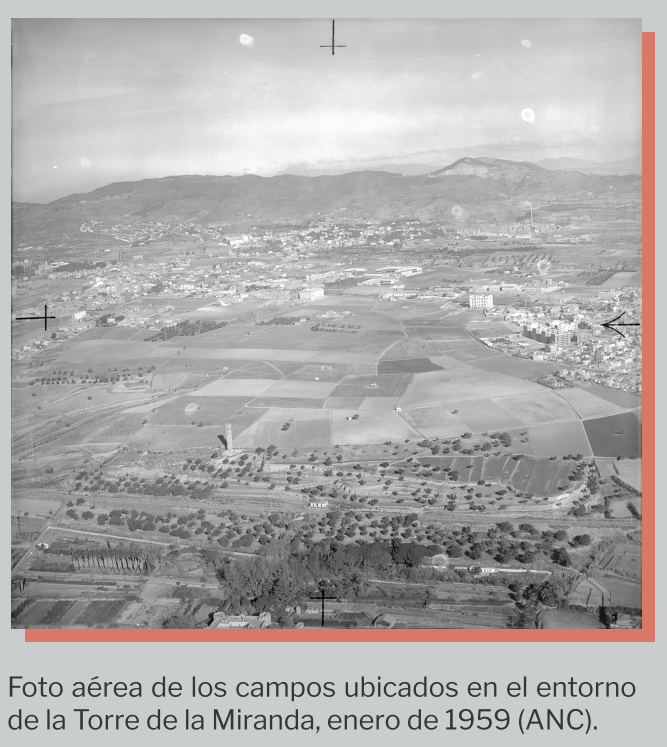 Foto aérea de los campos ubicados en el entorno
de la Torre de la Miranda, enero de 1959 (ANC).